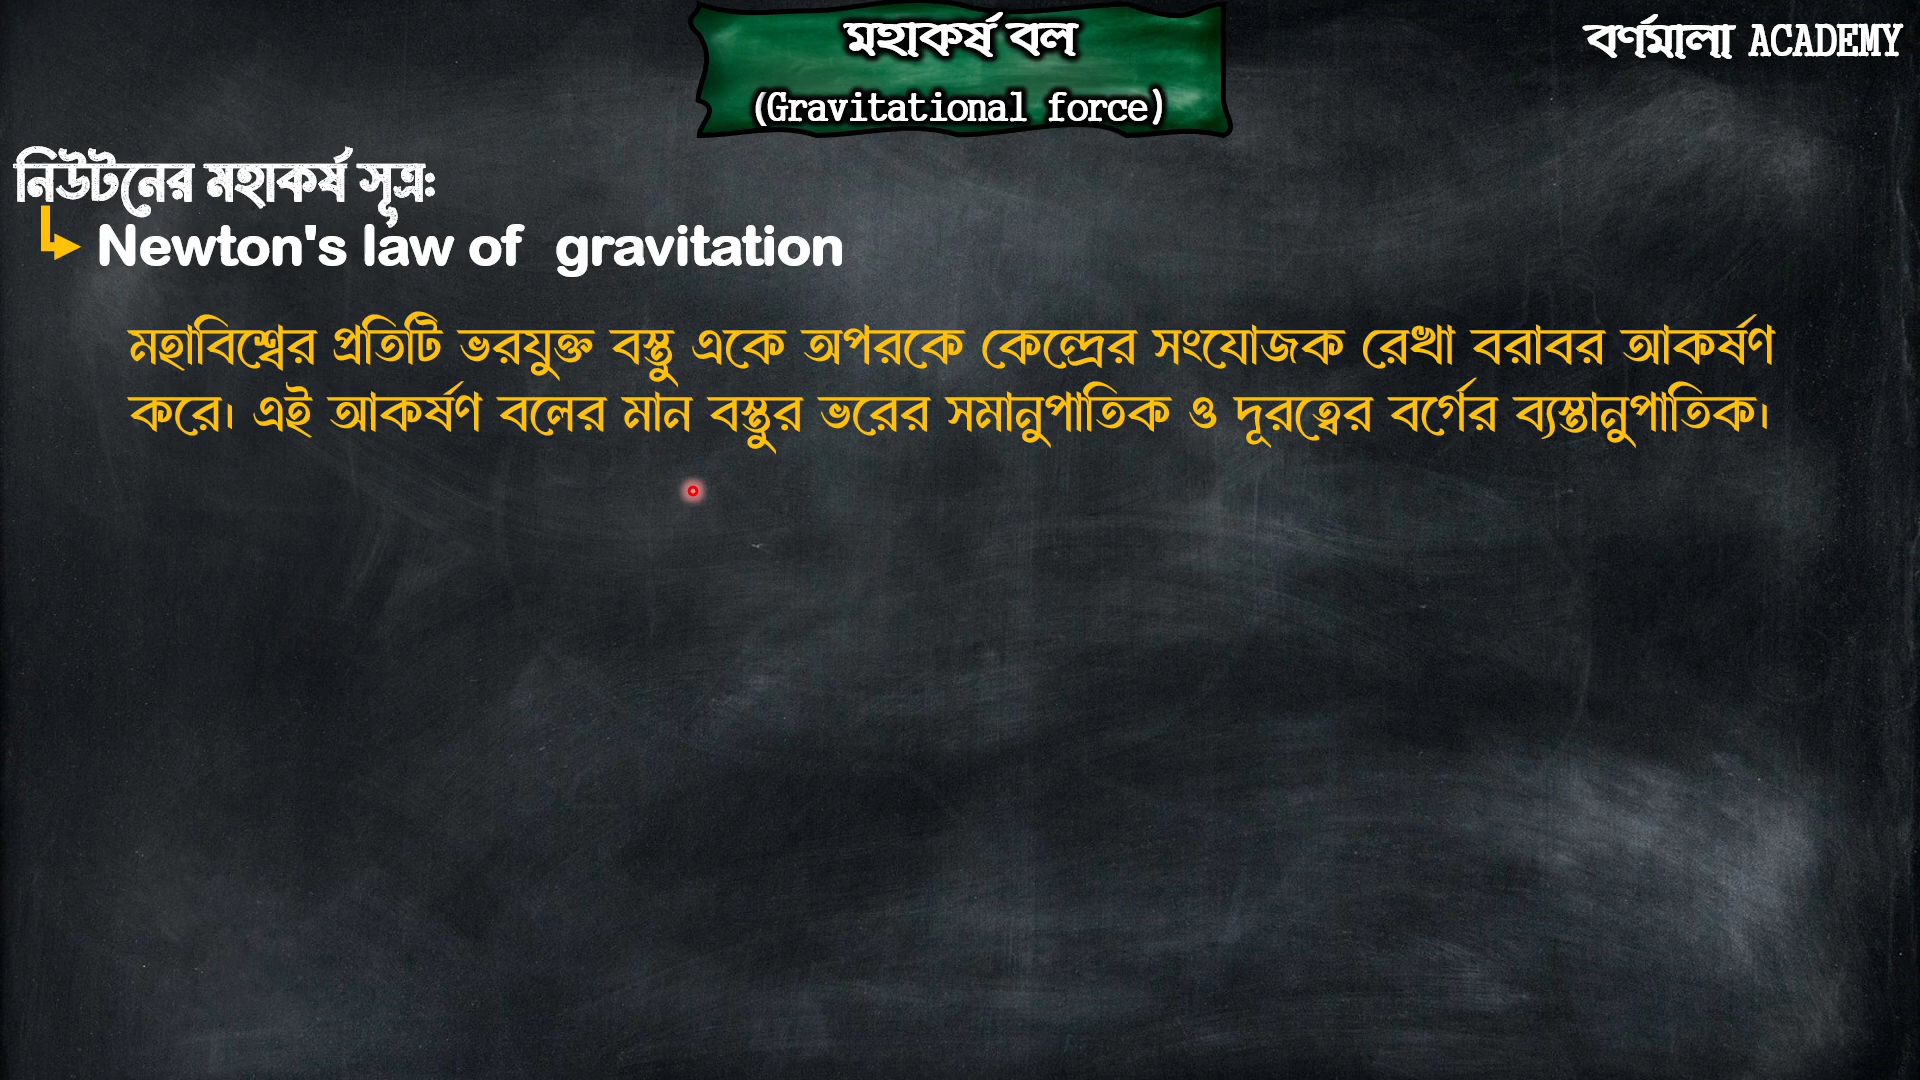 মহাকর্ষ বল
(Gravitational force)
বর্ণমালা ACADEMY
নিউটনের মহাকর্ষ সূত্রঃ
Newton's law of gravitation
মহাবিশ্বের প্রতিটি ভরযুক্ত বস্তু একে অপরকে কেন্দ্রের সংযোজক রেখা বরাবর আকর্ষণ
করে। এই আকর্ষণ বলের মান বস্তুর ভরের সমানুপাতিক ও দূরত্বের বর্গের ব্যস্তানুপাতিক।